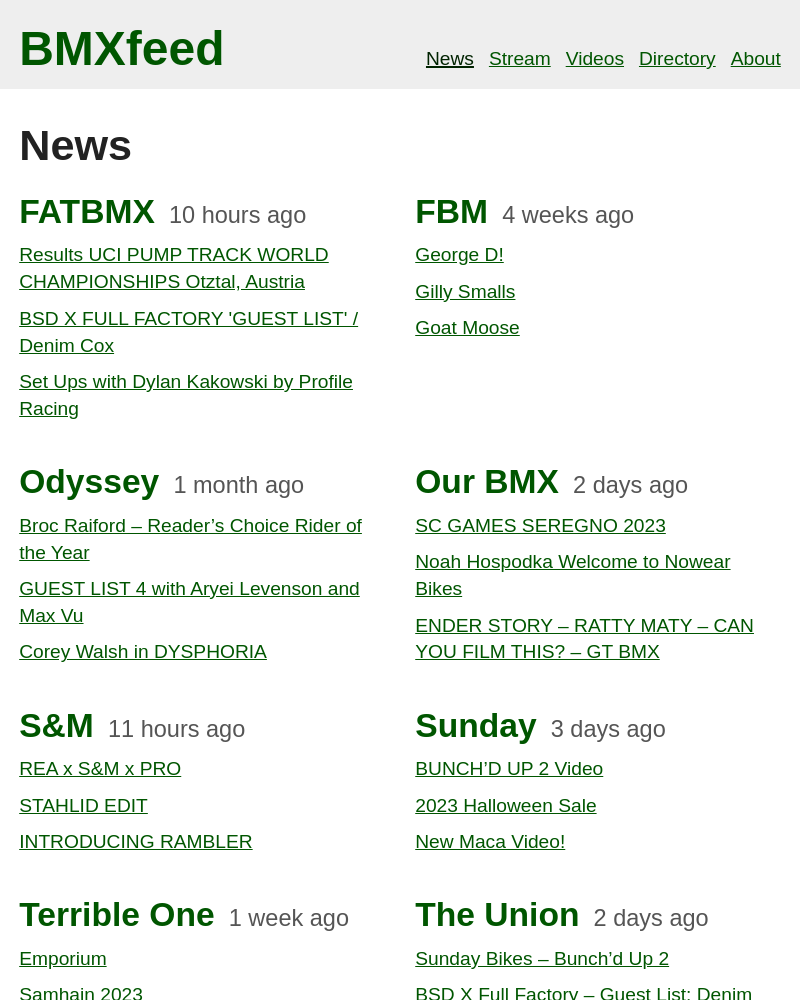 BMXfeed
News Stream Videos Directory About
News
FATBMX 10 hours ago
Results UCI PUMP TRACK WORLD
CHAMPIONSHIPS Otztal, Austria
BSD X FULL FACTORY 'GUEST LIST' /
Denim Cox
Set Ups with Dylan Kakowski by Profile
Racing
FBM 4 weeks ago
George D!
Gilly Smalls
Goat Moose
Odyssey 1 month ago
Broc Raiford – Reader’s Choice Rider of
the Year
GUEST LIST 4 with Aryei Levenson and
Max Vu
Corey Walsh in DYSPHORIA
Our BMX 2 days ago
SC GAMES SEREGNO 2023
Noah Hospodka Welcome to Nowear
Bikes
ENDER STORY – RATTY MATY – CAN
YOU FILM THIS? – GT BMX
S&M 11 hours ago
REA x S&M x PRO
STAHLID EDIT
INTRODUCING RAMBLER
Sunday 3 days ago
BUNCH’D UP 2 Video
2023 Halloween Sale
New Maca Video!
Terrible One 1 week ago
Emporium
Samhain 2023
The Union 2 days ago
Sunday Bikes – Bunch’d Up 2
BSD X Full Factory – Guest List: Denim